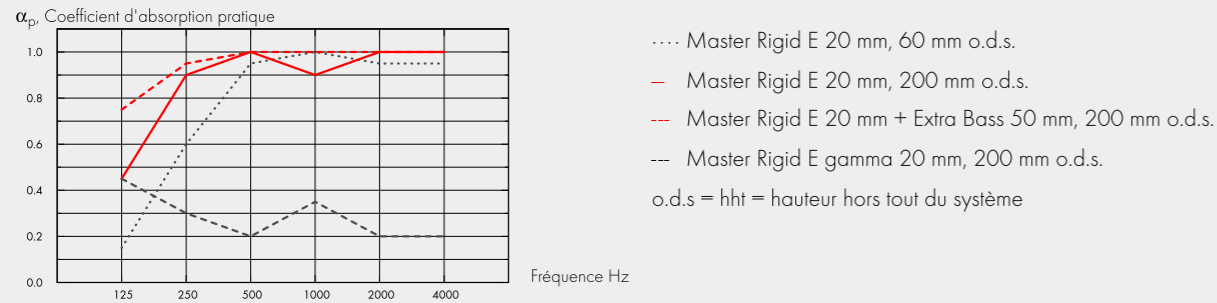 αp, Coefficient d'absorption pratique
1.0
0.8
0.6
0.4
0.2
0.0
125 250 500 1000 2000 4000
Fréquence Hz
···· Master Rigid E 20 mm, 60 mm o.d.s.
— Master Rigid E 20 mm, 200 mm o.d.s.
--- Master Rigid E 20 mm + Extra Bass 50 mm, 200 mm o.d.s.
--- Master Rigid E gamma 20 mm, 200 mm o.d.s.
o.d.s = hht = hauteur hors tout du système